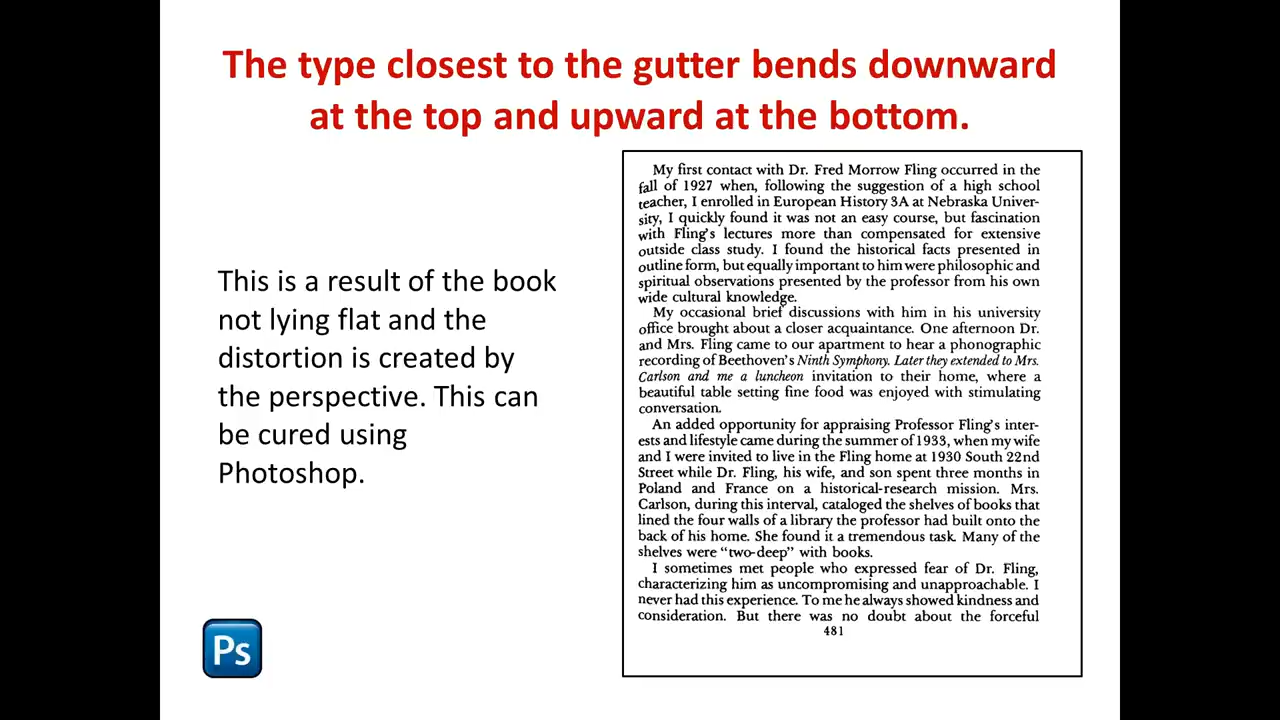 The type closest to the gutter bends downward
at the top and upward at the bottom.
This is a result of the book
not lying flat and the
distortion is created by
the perspective. This can
be cured using
Photoshop.
Ps
My first contact with Dr. Fred Morrow Fling occurred in the
fall of 1927 when, following the suggestion of a high school
teacher, I enrolled in European History 3A at Nebraska Univer-
sity, I quickly found it was not an easy course, but fascination
with Fling's lectures more than compensated for extensive
outside class study. I found the historical facts presented in
outline form, but equally important to him were philosophic and
spiritual observations presented by the professor from his own
wide cultural knowledge.
My occasional brief discussions with him in his university
office brought about a closer acquaintance. One afternoon Dr.
and Mrs. Fling came to our apartment to hear a phonographic
recording of Beethoven's Ninth Symphony. Later they extended to Mrs.
Carlson and me a luncheon invitation to their home, where a
beautiful table setting fine food was enjoyed with stimulating
conversation.
An added opportunity for appraising Professor Fling's inter-
ests and lifestyle came during the summer of 1933, when my wife
and I were invited to live in the Fling home at 1930 South 22nd
Street while Dr. Fling, his wife, and son spent three months in
Poland and France on a historical-research mission. Mrs.
Carlson, during this interval, cataloged the shelves of books that
lined the four walls of a library the professor had built onto the
back of his home. She found it a tremendous task. Many of the
shelves were "two-deep" with books.
I sometimes met people who expressed fear of Dr. Fling,
characterizing him as uncompromising and unapproachable. I
never had this experience. To me he always showed kindness and
consideration. But there was no doubt about the forceful
481